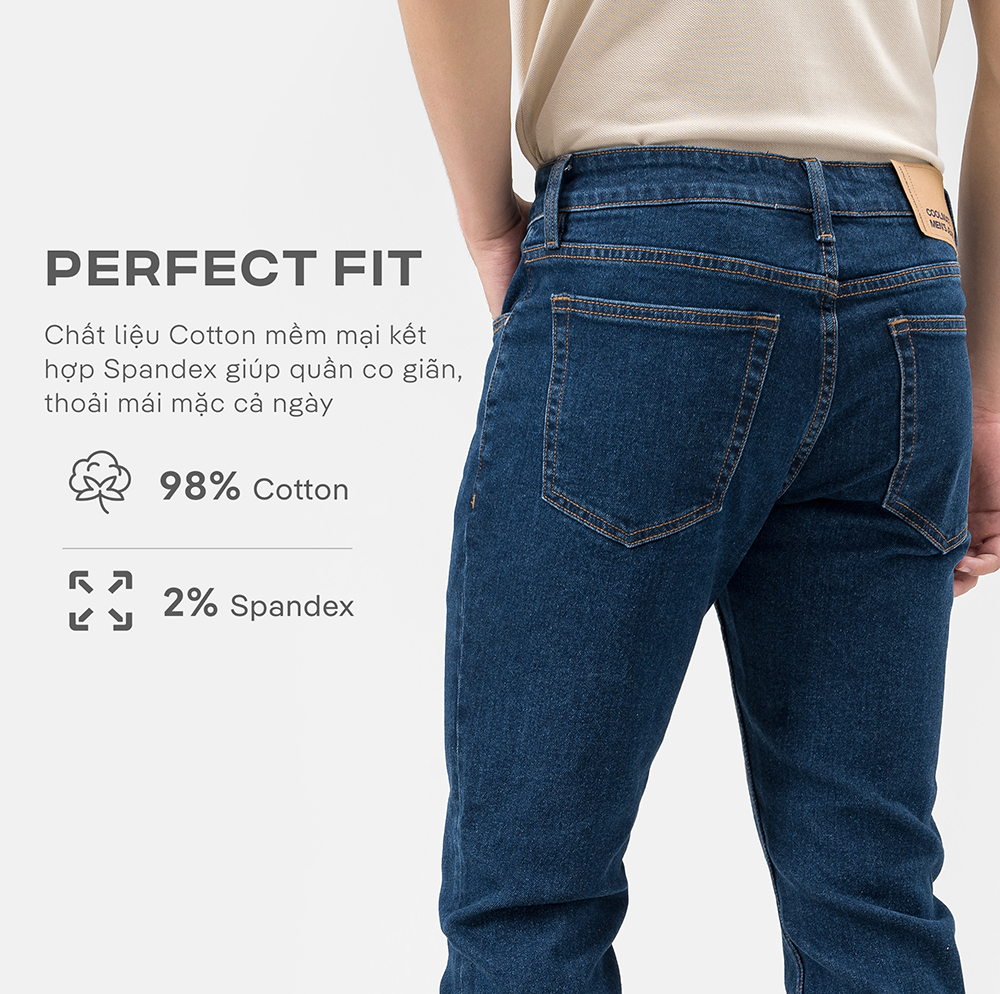 PERFECT FIT
Chất liệu Cotton mềm mại kết
hợp Spandex giúp quần co giãn,
thoải mái mặc cả ngày
98% Cotton
2% Spandex